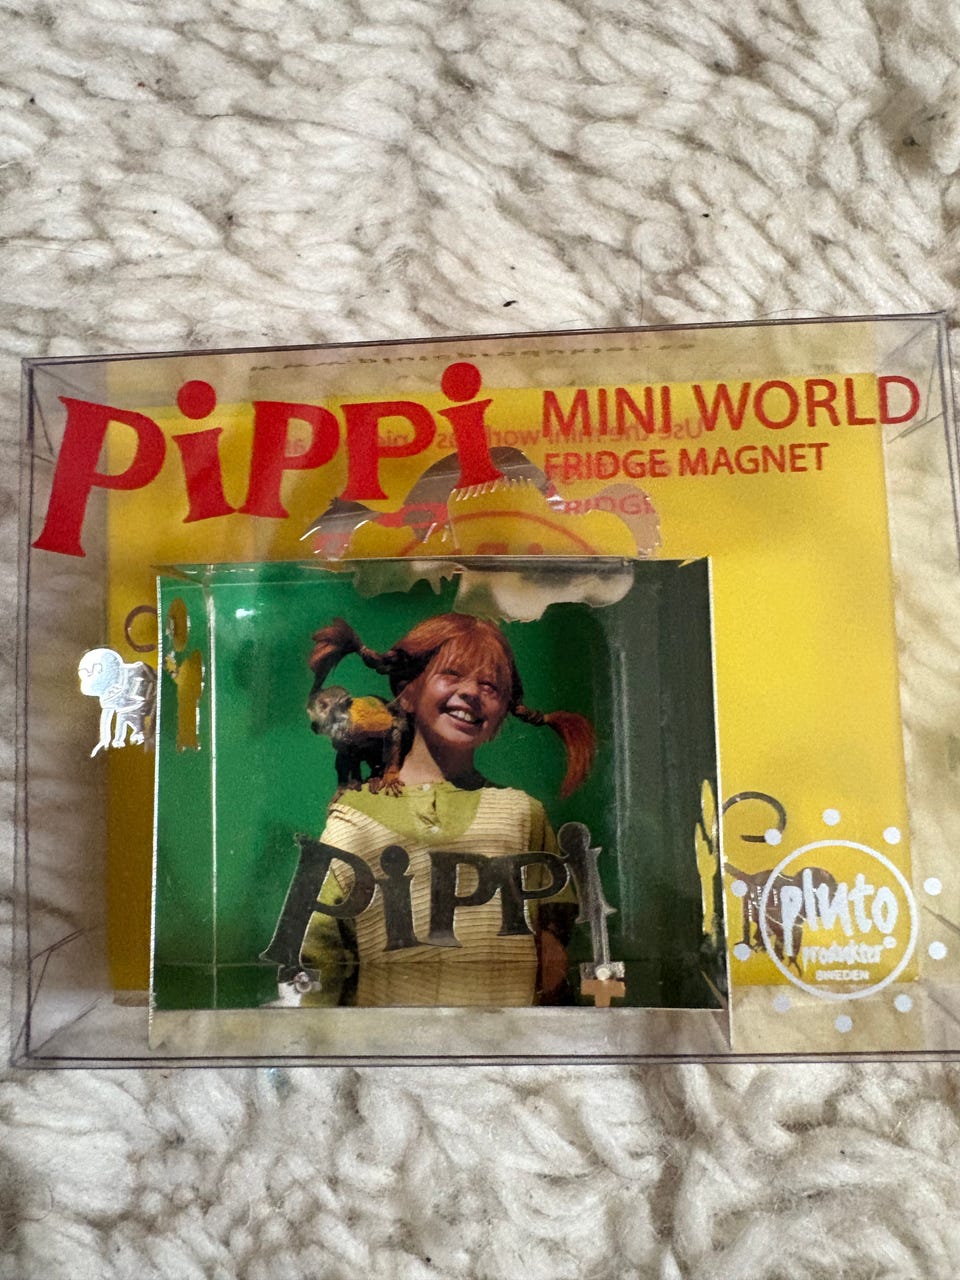 PiPPi
MINI WORLD
FRIDGE MAGNET
PiPPi
pluto
produkter
SWEDEN